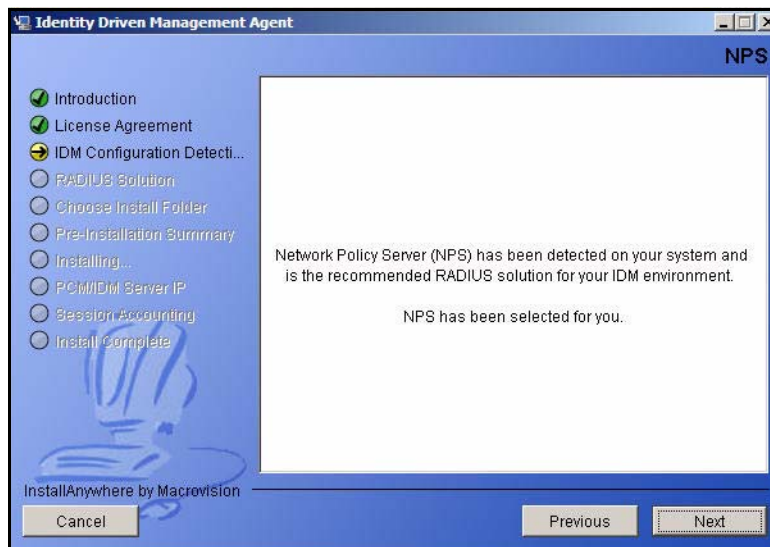 Identity Driven Management Agent
NPS
Introduction
License Agreement
IDM Configuration Detecti...
RADIUS Solution
Choose Install Folder
Pre-Installation Summary
Installing...
PCM/IDM Server IP
Session Accounting
Install Complete
Network Policy Server (NPS) has been detected on your system and
is the recommended RADIUS solution for your IDM environment.
NPS has been selected for you.
InstallAnywhere by Macrovision
Cancel
Previous
Next